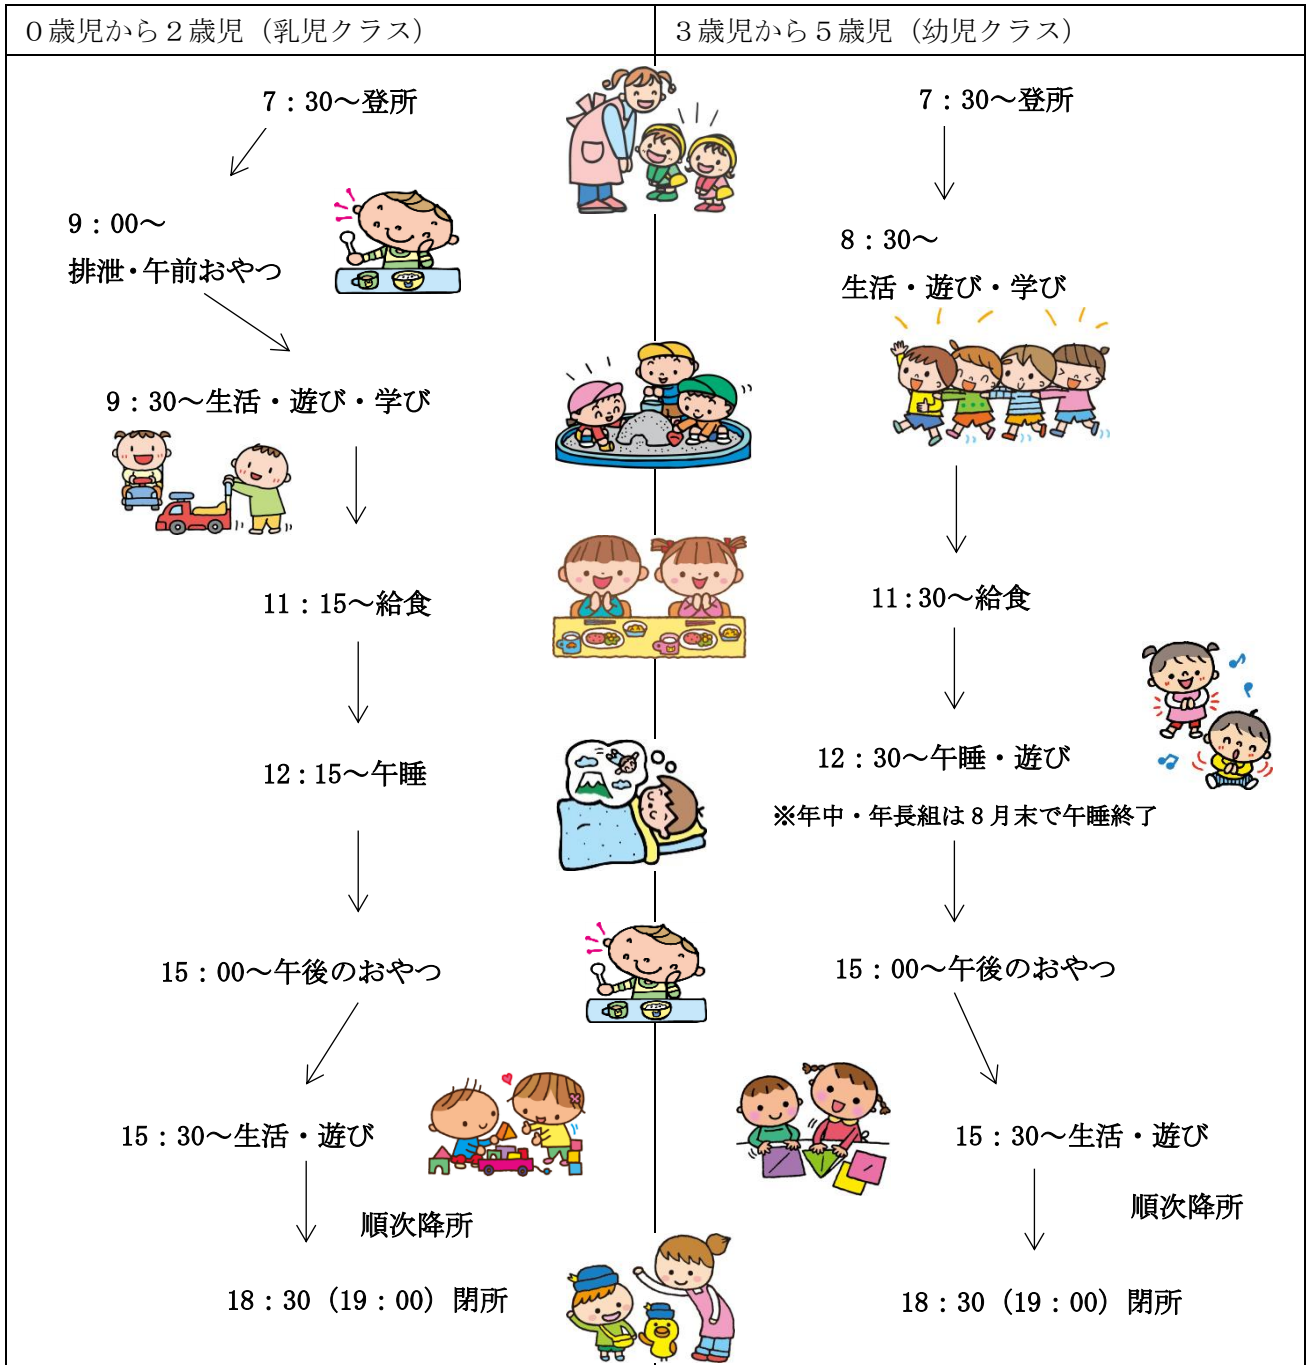 ０歳児から２歳児（乳児クラス）
7：30～登所
9：00～
排泄・午前おやつ
9：30～生活・遊び・学び
11：15～給食
12：15～午睡
15：00～午後のおやつ
15：30～生活・遊び
順次降所
18：30（19：00）閉所
３歳児から５歳児（幼児クラス）
7：30～登所
8：30～
生活・遊び・学び
11：30～給食
12：30～午睡・遊び
※年中・年長組は８月末で午睡終了
15：00～午後のおやつ
15：30～生活・遊び
順次降所
18：30（19：00）閉所